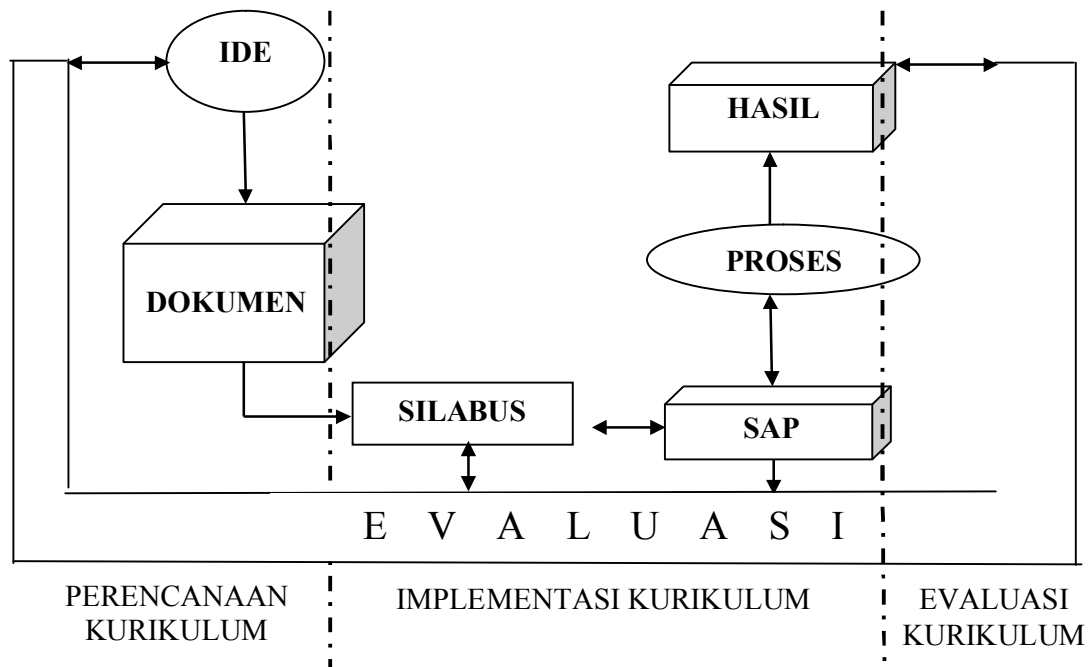 IDE
HASIL
PROSES
DOKUMEN
SILABUS
SAP
E V A L U A S I
PERENCANAAN
KURIKULUM
IMPLEMENTASI KURIKULUM
EVALUASI
KURIKULUM